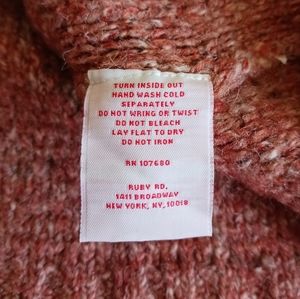 TURN INSIDE OUT
HAND WASH COLD
SEPARATELY
DO NOT WRING OR TWIST
DO NOT BLEACH
LAY FLAT TO DRY
DO NOT IRON
RN 107680
RUBY RD,
1411 BROADWAY
NEW YORK, NY, 10018